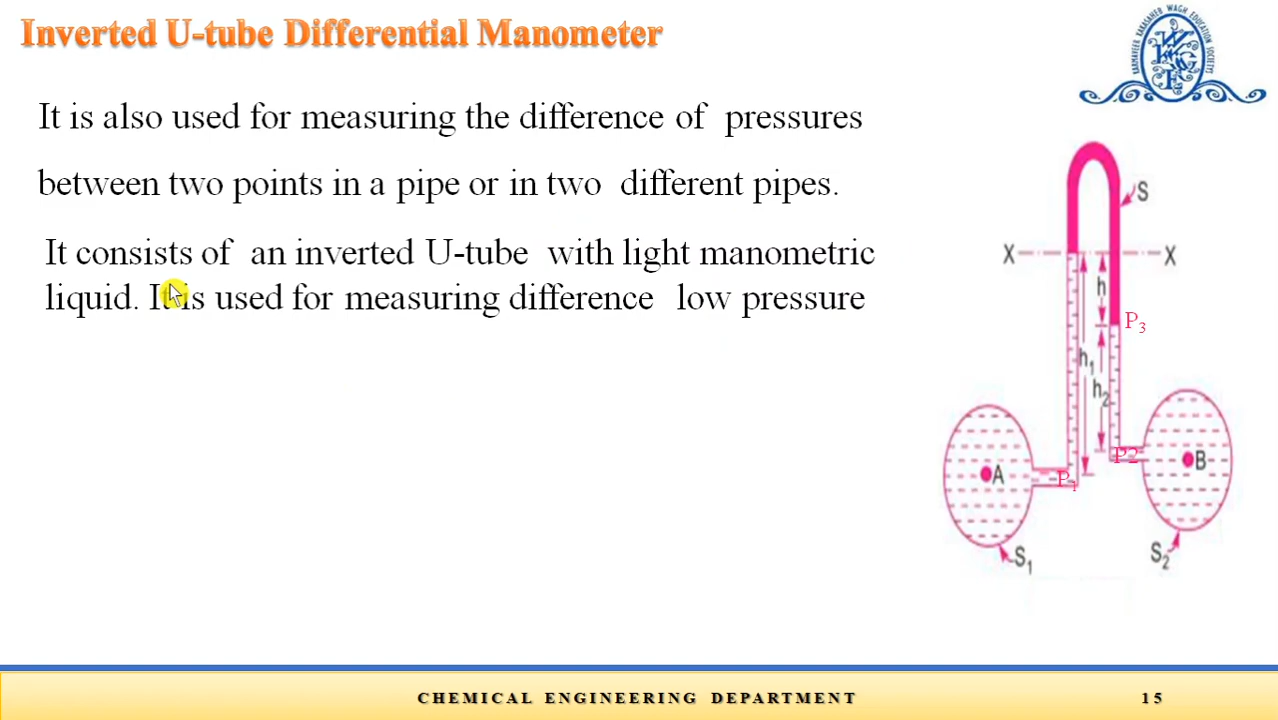 Inverted U-tube Differential Manometer
It is also used for measuring the difference of pressures
between two points in a pipe or in two different pipes.
It consists of an inverted U-tube with light manometric
liquid. It is used for measuring difference low pressure
S
X
X
h
P3
h1
h2
P2
A
P1
B
S1
S2
CHEMICAL ENGINEERING DEPARTMENT
15